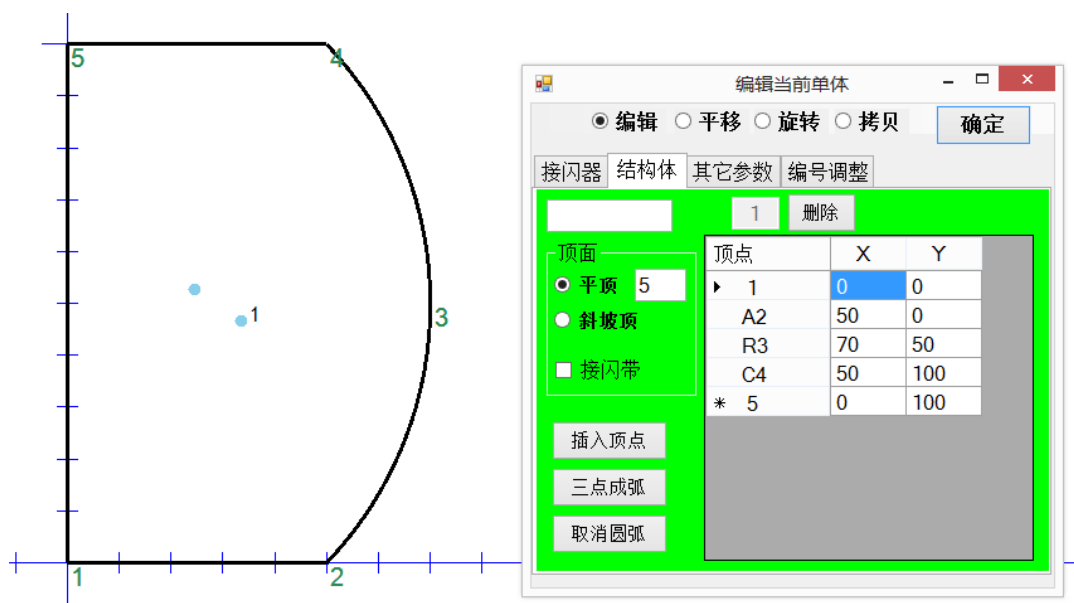 5
4
3
1
1
2
编辑当前单体
编辑 平移 旋转 拷贝 确定
接闪器 结构体 其它参数 编号调整
1 删除
顶面
平顶 5
斜坡顶
接闪带
插入顶点
三点成弧
取消圆弧
顶点 X Y
1 0 0
A2 50 0
R3 70 50
C4 50 100
* 5 0 100